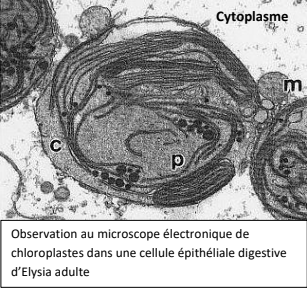 Cytoplasme
m
c
p
Observation au microscope électronique de
chloroplastes dans une cellule épithéliale digestive
d'Elysia adulte